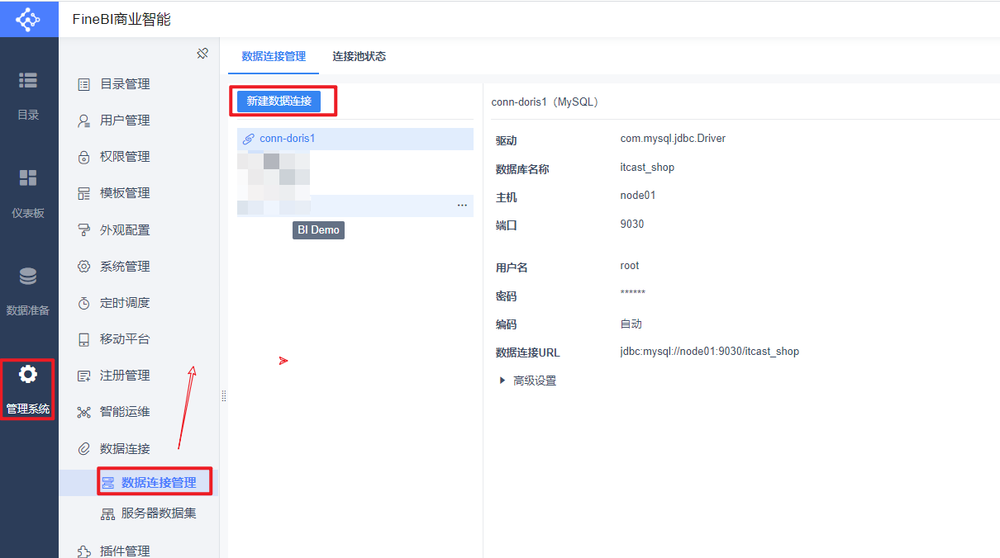 FineBI商业智能
目录
仪表板
数据准备
管理系统
目录管理
用户管理
权限管理
模板管理
外观配置
系统管理
定时调度
移动平台
注册管理
智能运维
数据连接
数据连接管理
服务器数据集
插件管理
数据连接管理 连接池状态
新建数据连接
conn-doris1
...
BI Demo
conn-doris1（MySQL）
驱动 com.mysql.jdbc.Driver
数据库名称 itcast_shop
主机 node01
端口 9030
用户名 root
密码 ******
编码 自动
数据连接URL jdbc:mysql://node01:9030/itcast_shop
高级设置